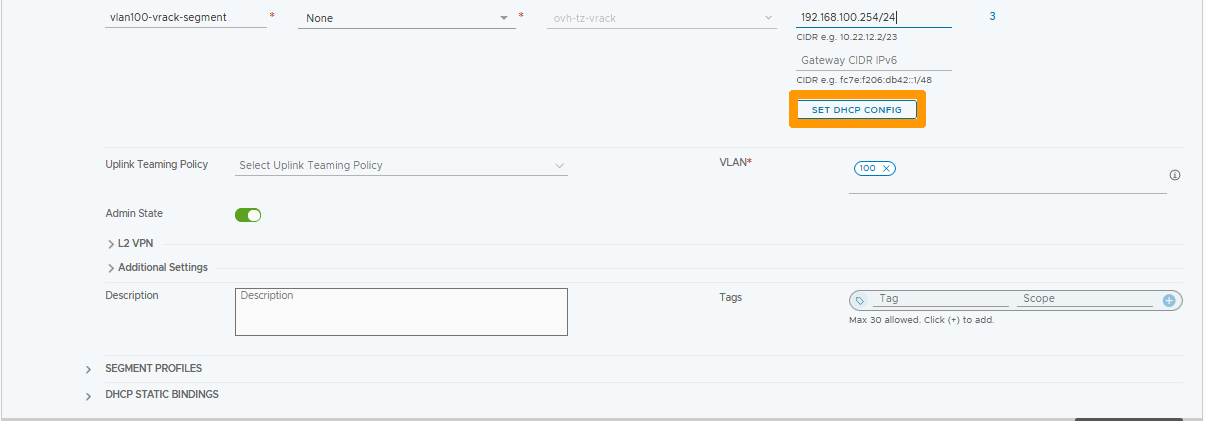 vlan100-vrack-segment * None * ovh-tz-vrack 192.168.100.254/24 3
CIDR e.g. 10.22.12.2/23
Gateway CIDR IPv6
CIDR e.g. fc7e:f206:db42::1/48
SET DHCP CONFIG
Uplink Teaming Policy Select Uplink Teaming Policy VLAN* 100
Admin State
L2 VPN
Additional Settings
Description Description Tags Tag Scope
Max 30 allowed. Click (+) to add.
SEGMENT PROFILES
DHCP STATIC BINDINGS